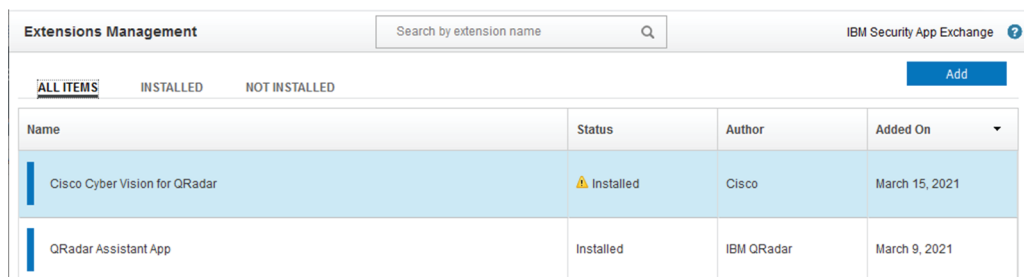 Extensions Management
Search by extension name
IBM Security App Exchange
?
ALL ITEMS INSTALLED NOT INSTALLED
Add
Name Status Author Added On
Cisco Cyber Vision for QRadar Installed Cisco March 15, 2021
QRadar Assistant App Installed IBM QRadar March 9, 2021